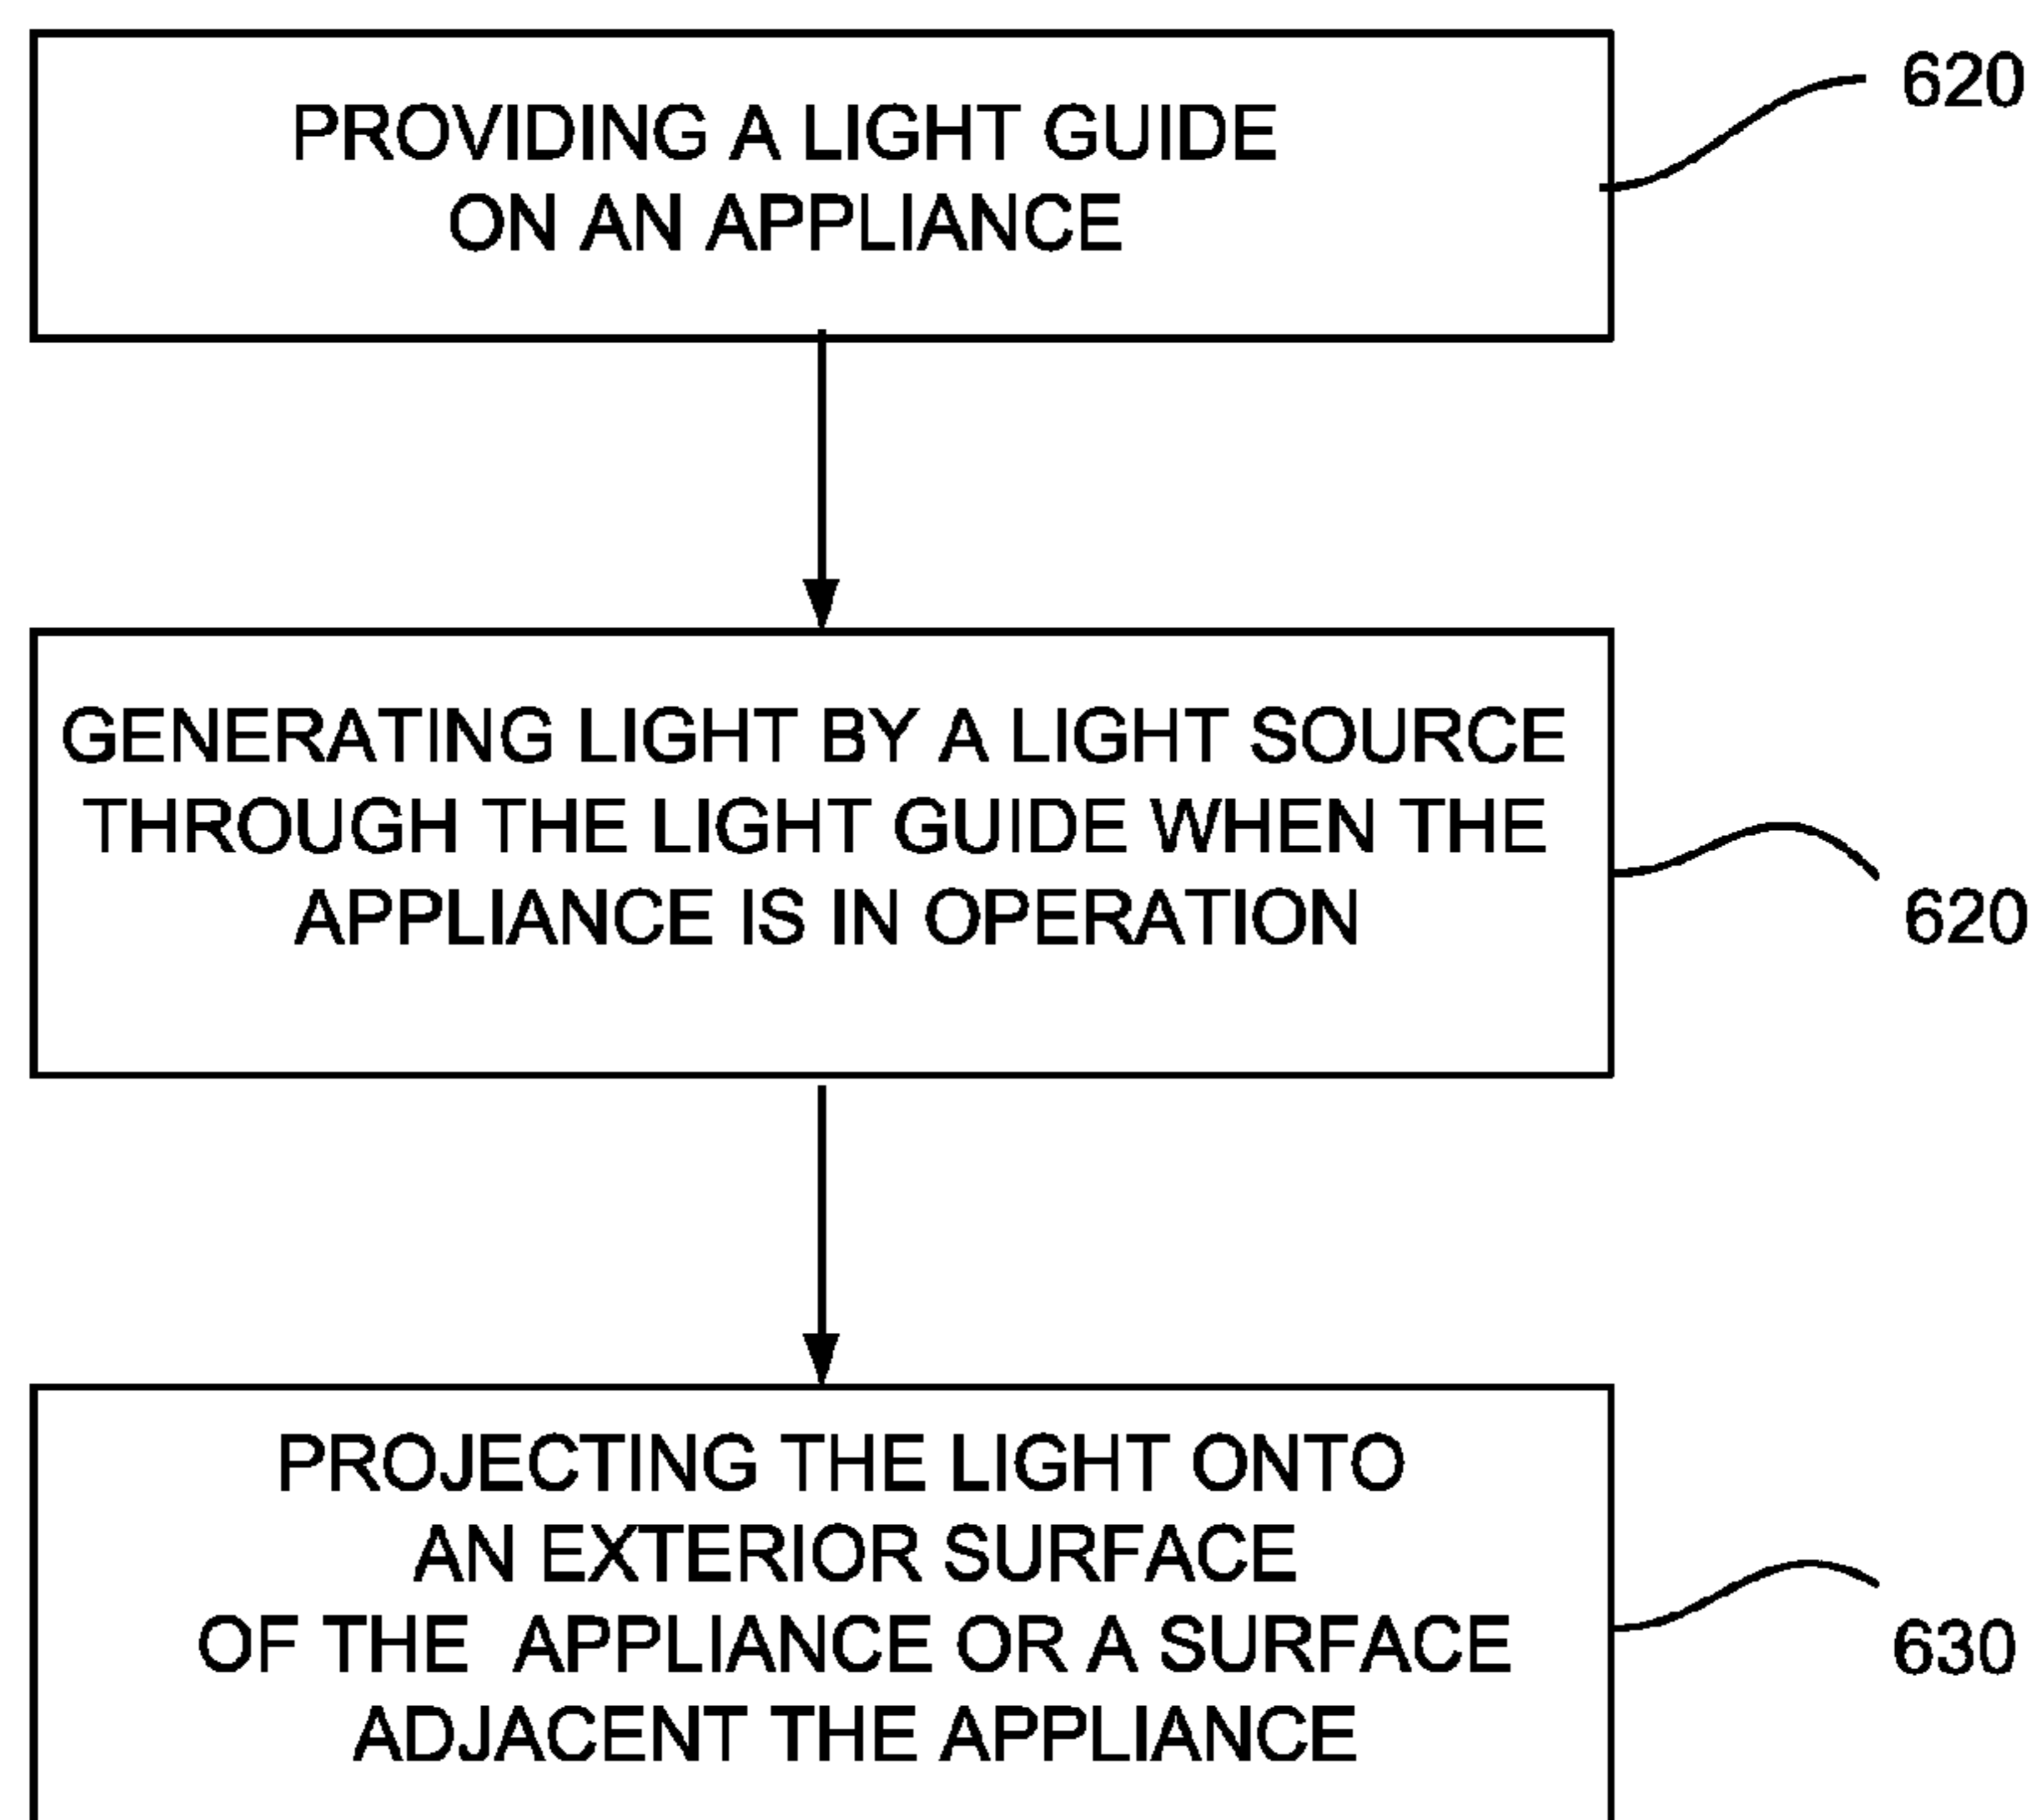 PROVIDING A LIGHT GUIDE
ON AN APPLIANCE
620
GENERATING LIGHT BY A LIGHT SOURCE
THROUGH THE LIGHT GUIDE WHEN THE
APPLIANCE IS IN OPERATION
620
PROJECTING THE LIGHT ONTO
AN EXTERIOR SURFACE
OF THE APPLIANCE OR A SURFACE
ADJACENT THE APPLIANCE
630